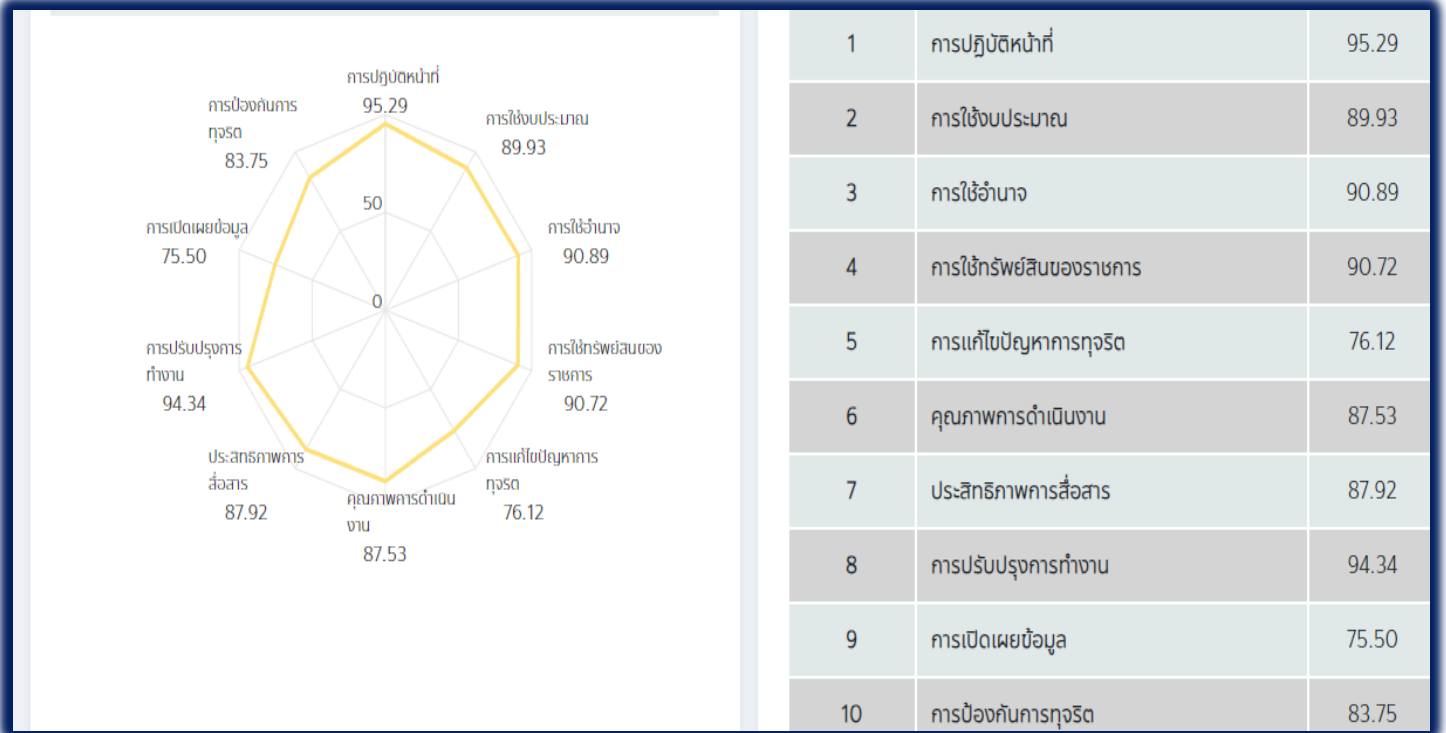 การปฏิบัติหน้าที่
95.29
การใช้งบประมาณ
89.93
การใช้อำนาจ
90.89
การใช้ทรัพย์สินของ
ราชการ
90.72
การแก้ไขปัญหาการ
ทุจริต
76.12
คุณภาพการดำเนิน
งาน
87.53
ประสิทธิภาพการ
สื่อสาร
87.92
การปรับปรุงการ
ทำงาน
94.34
การเปิดเผยข้อมูล
75.50
การป้องกันการ
ทุจริต
83.75
50
0
1 การปฏิบัติหน้าที่ 95.29
2 การใช้งบประมาณ 89.93
3 การใช้อำนาจ 90.89
4 การใช้ทรัพย์สินของราชการ 90.72
5 การแก้ไขปัญหาการทุจริต 76.12
6 คุณภาพการดำเนินงาน 87.53
7 ประสิทธิภาพการสื่อสาร 87.92
8 การปรับปรุงการทำงาน 94.34
9 การเปิดเผยข้อมูล 75.50
10 การป้องกันการทุจริต 83.75